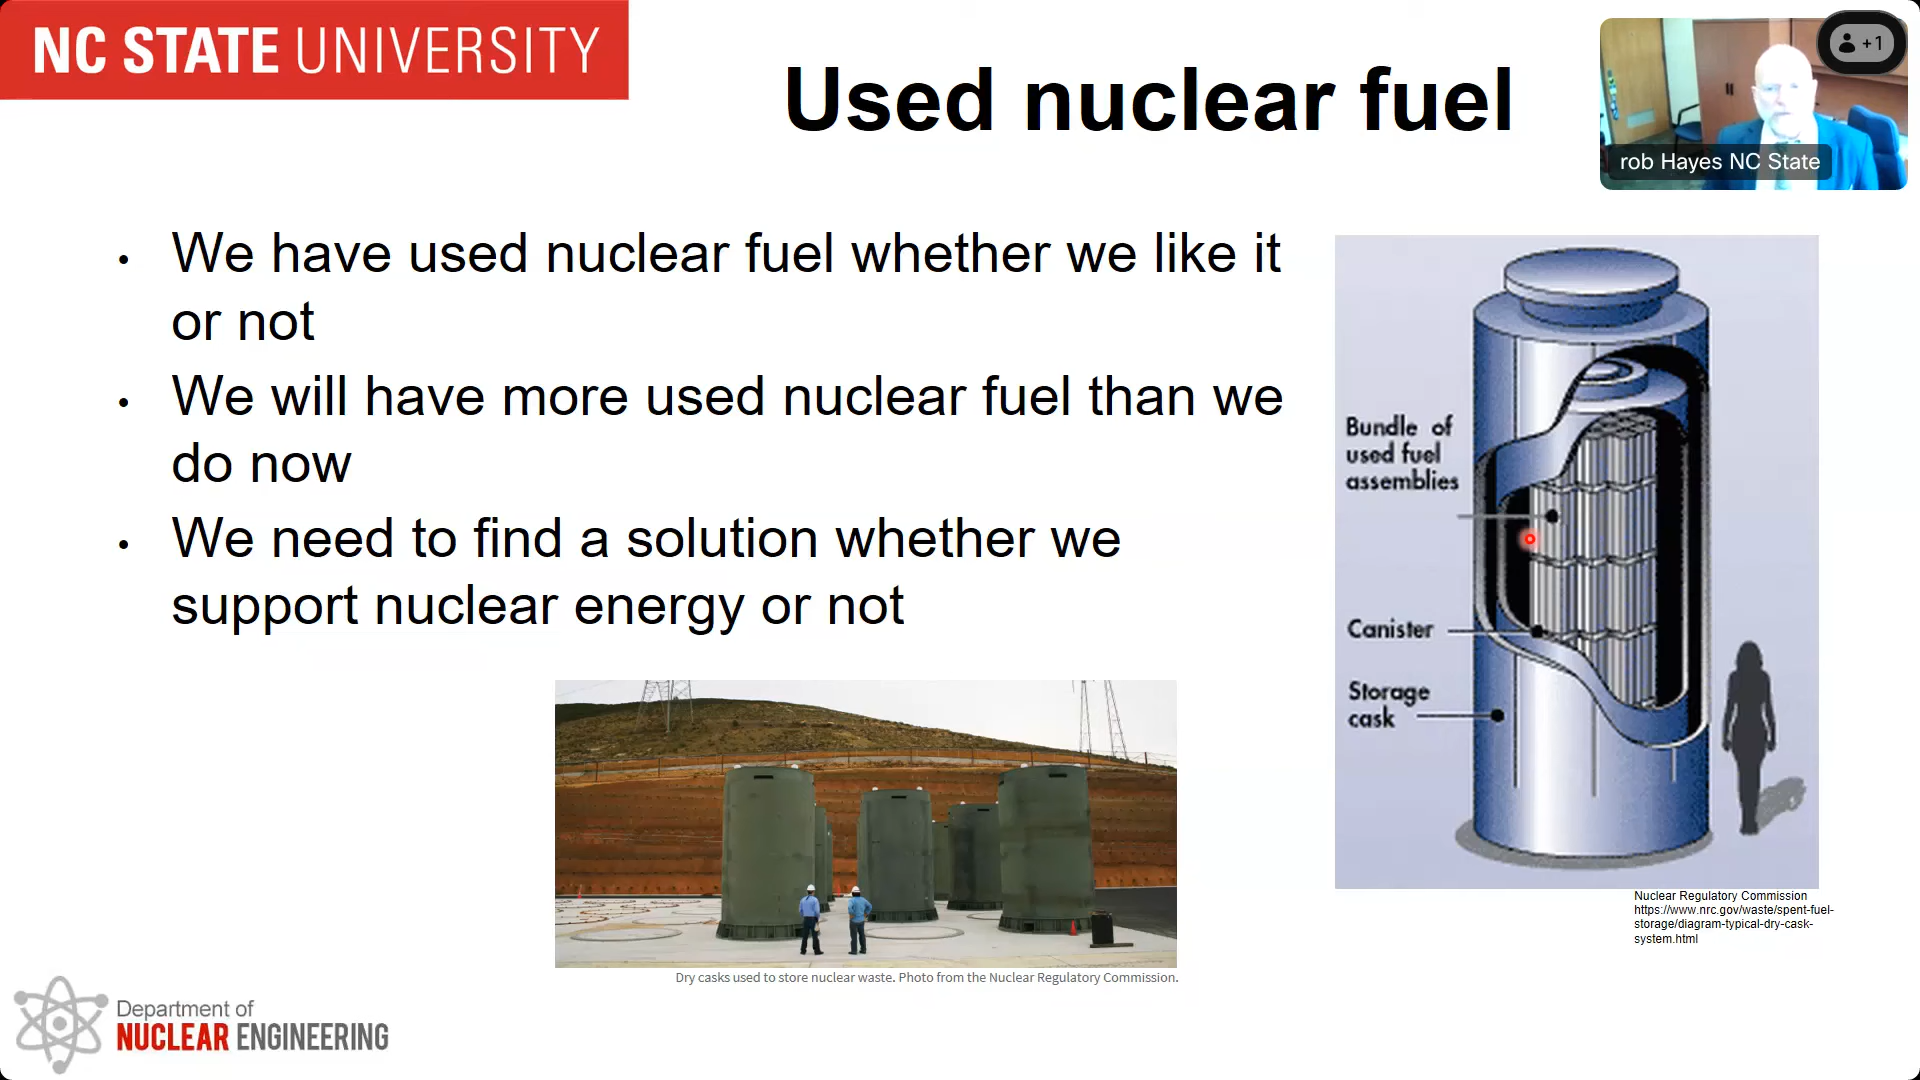 NC STATE UNIVERSITY
Used nuclear fuel
+1
rob Hayes NC State
• We have used nuclear fuel whether we like it
or not
• We will have more used nuclear fuel than we
do now
• We need to find a solution whether we
support nuclear energy or not
Bundle of
used fuel
assemblies
Canister
Storage
cask
Nuclear Regulatory Commission
https://www.nrc.gov/waste/spent-fuel-
storage/diagram-typical-dry-cask-
system.html
Dry casks used to store nuclear waste. Photo from the Nuclear Regulatory Commission.
Department of
NUCLEAR ENGINEERING